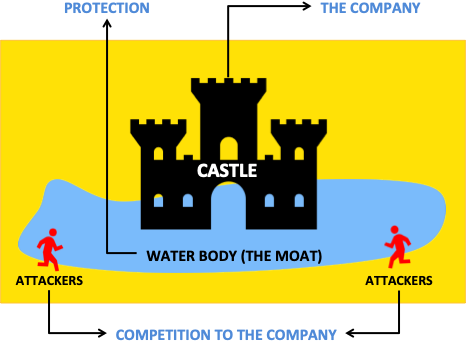 PROTECTION
THE COMPANY
CASTLE
WATER BODY (THE MOAT)
ATTACKERS
ATTACKERS
COMPETITION TO THE COMPANY